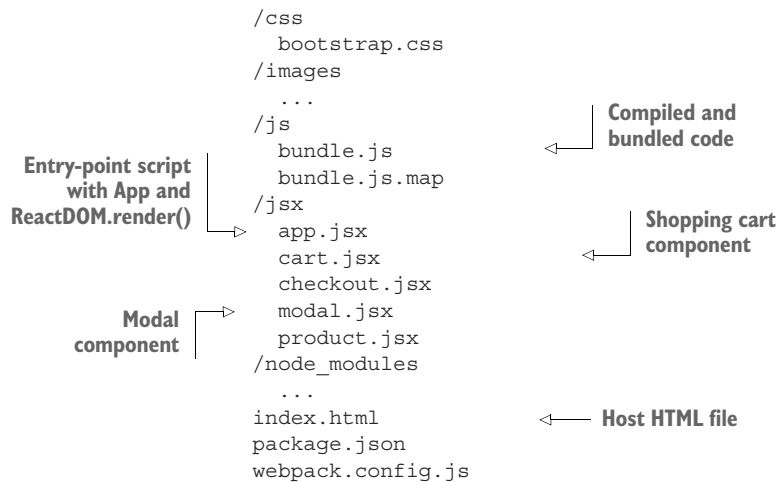 /css
  bootstrap.css
/images
  ...
/js
  bundle.js
  bundle.js.map
/jsx
  app.jsx
  cart.jsx
  checkout.jsx
  modal.jsx
  product.jsx
/node_modules
  ...
index.html
package.json
webpack.config.js
Compiled and
bundled code
Entry-point script
with App and
ReactDOM.render()
Shopping cart
component
Modal
component
Host HTML file